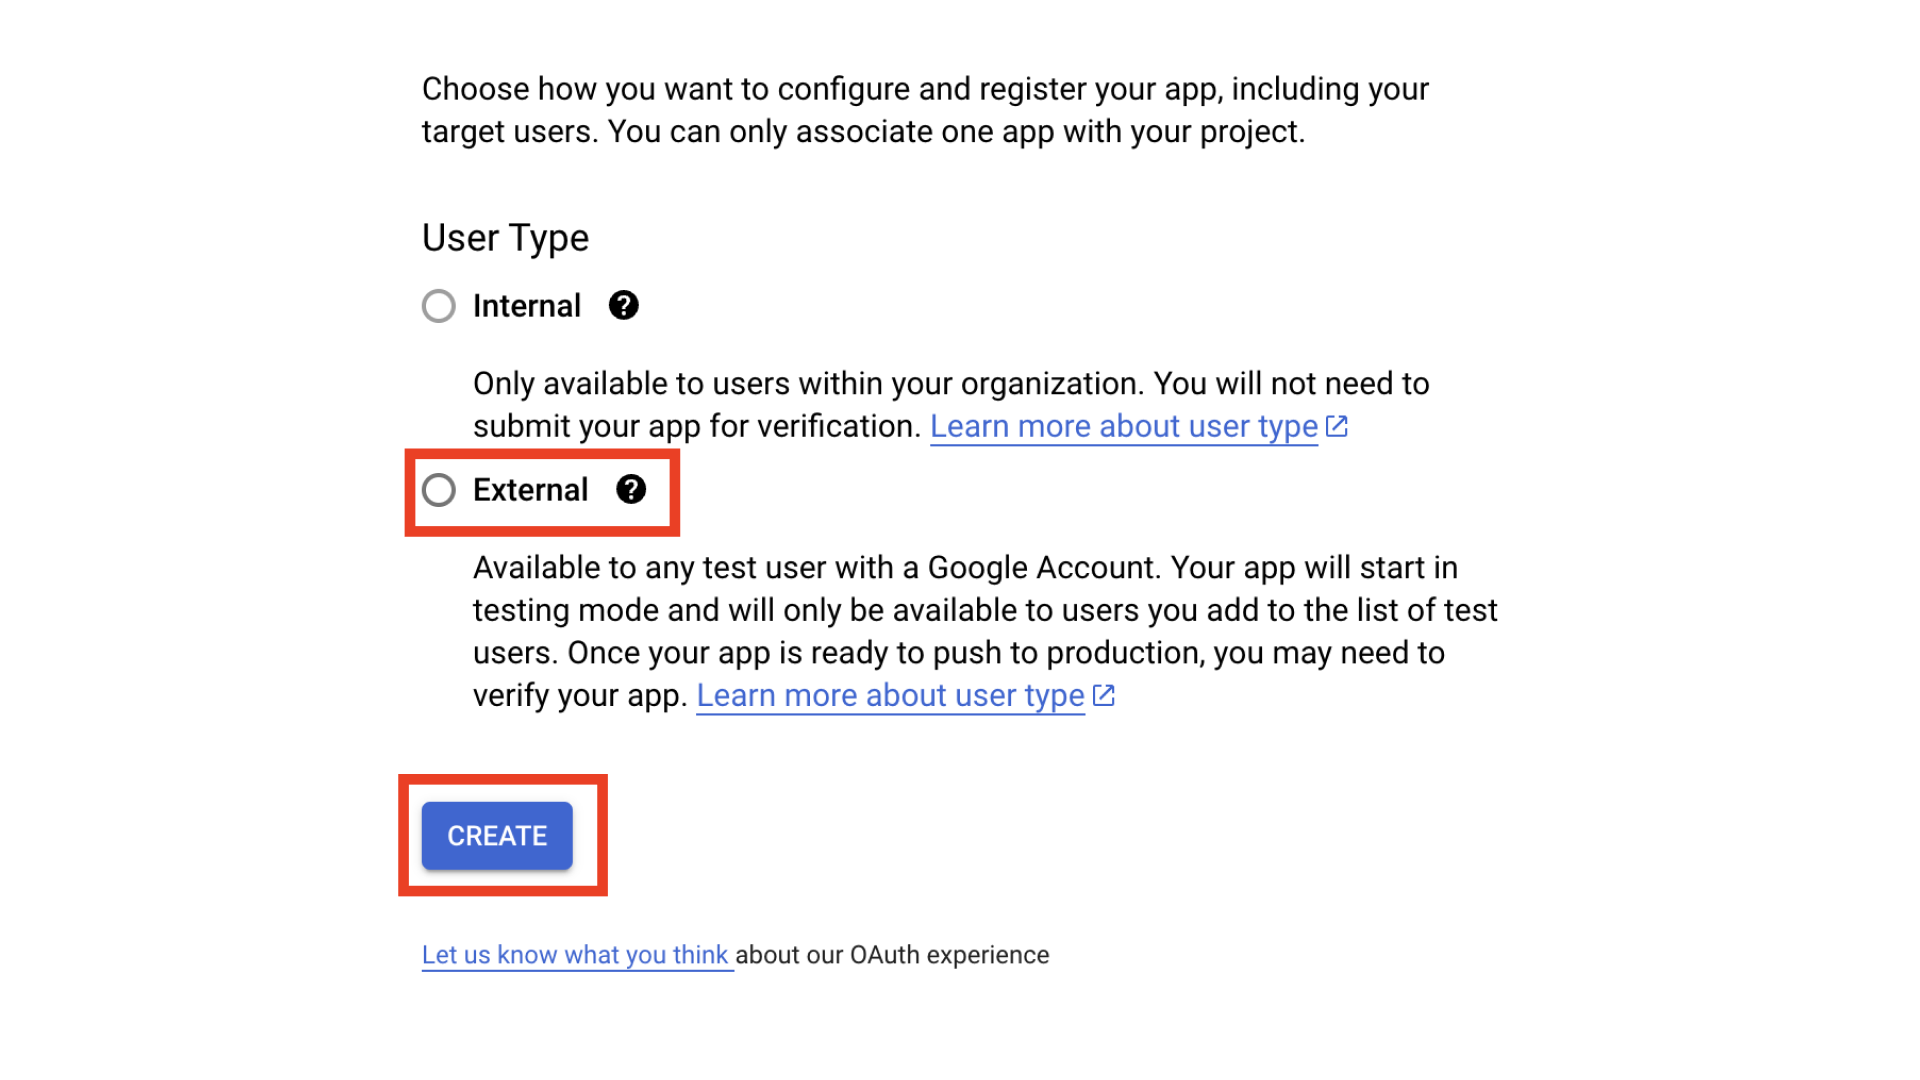 Choose how you want to configure and register your app, including your
target users. You can only associate one app with your project.
User Type
Internal ?
Only available to users within your organization. You will not need to
submit your app for verification. Learn more about user type
External ?
Available to any test user with a Google Account. Your app will start in
testing mode and will only be available to users you add to the list of test
users. Once your app is ready to push to production, you may need to
verify your app. Learn more about user type
CREATE
Let us know what you think about our OAuth experience